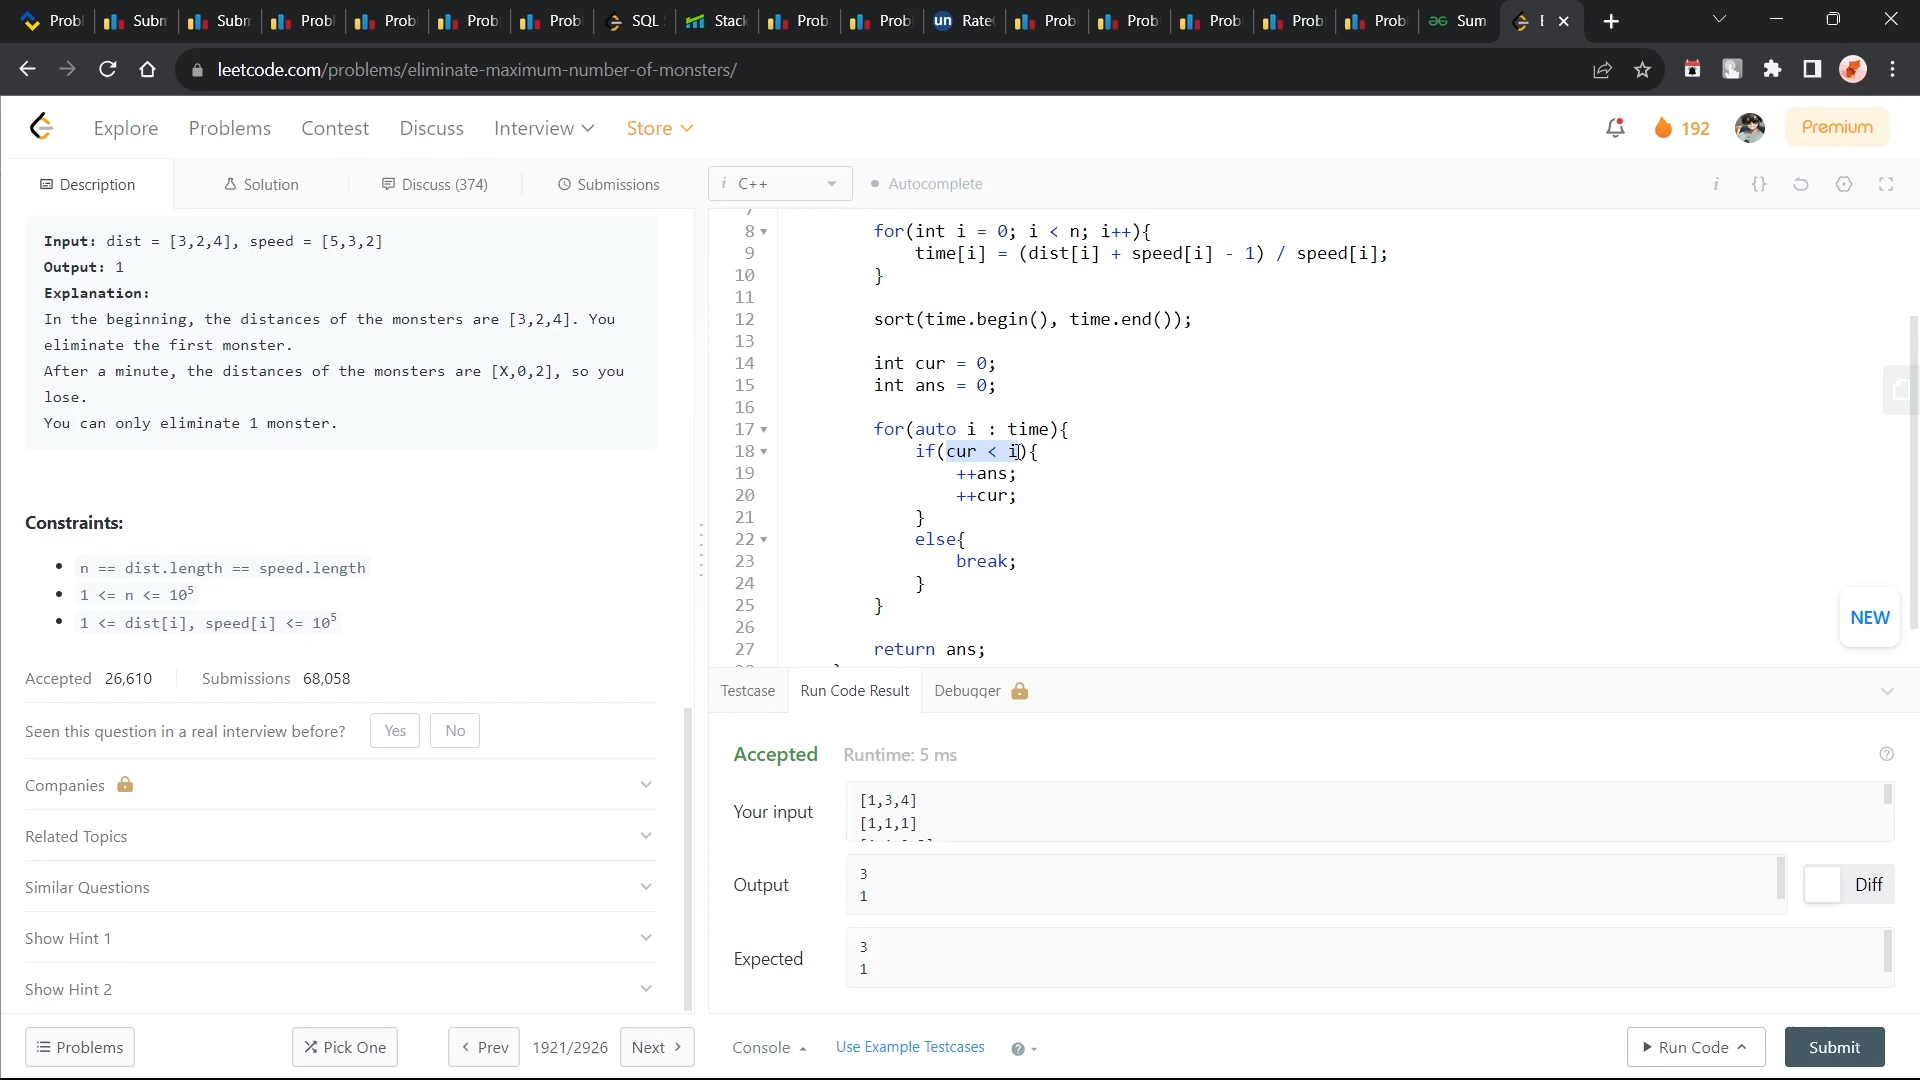 Probl
Subm
Subm
Probl
Prob
Prob
Prob
SQL
Stack
Prob
Prob
un
Rate
Prob
Prob
Prob
Prob
Prob
Sum
leetcode.com/problems/eliminate-maximum-number-of-monsters/
Explore Problems Contest Discuss Interview Store 192 Premium
Description Solution Discuss (374) Submissions
Input: dist = [3,2,4], speed = [5,3,2]
Output: 1
Explanation:
In the beginning, the distances of the monsters are [3,2,4]. You
eliminate the first monster.
After a minute, the distances of the monsters are [X,0,2], so you
lose.
You can only eliminate 1 monster.
Constraints:
n == dist.length == speed.length
1 <= n <= 10⁵
1 <= dist[i], speed[i] <= 10⁵
Accepted 26,610 Submissions 68,058
Seen this question in a real interview before? Yes No
Companies
Related Topics
Similar Questions
Show Hint 1
Show Hint 2
Problems Pick One Prev 1921/2926 Next
i C++ Autocomplete i {}
7
8 for(int i = 0; i < n; i++){
9 time[i] = (dist[i] + speed[i] - 1) / speed[i];
10 }
11
12 sort(time.begin(), time.end());
13
14 int cur = 0;
15 int ans = 0;
16
17 for(auto i : time){
18 if(cur < i){
19 ++ans;
20 ++cur;
21 }
22 else{
23 break;
24 }
25 }
26
27 return ans;
NEW
Testcase Run Code Result Debugger
Accepted Runtime: 5 ms
Your input
[1,3,4]
[1,1,1]
Output
3
1
Diff
Expected
3
1
Console Use Example Testcases Run Code Submit